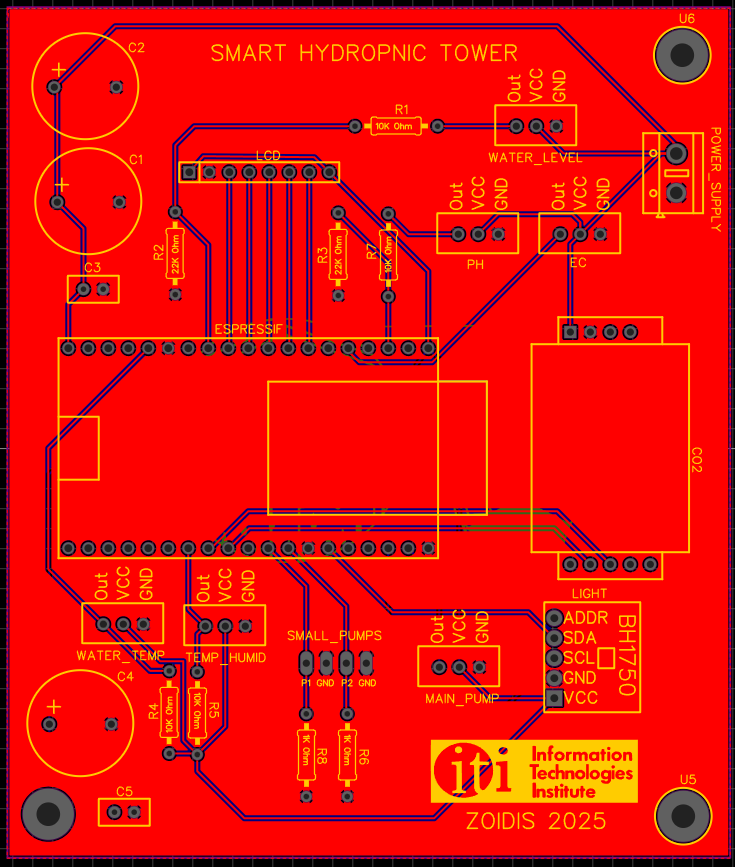 U6
C2
SMART HYDROPNIC TOWER
Out
VCC
GND
R1
10K Ohm
WATER_LEVEL
POWER_SUPPLY
LCD
C1
Out
VCC
GND
PH
Out
VCC
GND
EC
R2
22K Ohm
R3
22K Ohm
R7
10K Ohm
C3
ESPRESSIF
CO2
Out
VCC
GND
WATER_TEMP
Out
VCC
GND
TEMP_HUMID
SMALL_PUMPS
P1
GND
P2
GND
Out
VCC
GND
MAIN_PUMP
LIGHT
ADDR
SDA
SCL
GND
VCC
BH1750
C4
R4
10K Ohm
R5
10K Ohm
R8
1K Ohm
R6
1K Ohm
C5
iti
Information
Technologies
Institute
U5
ZOIDIS 2025